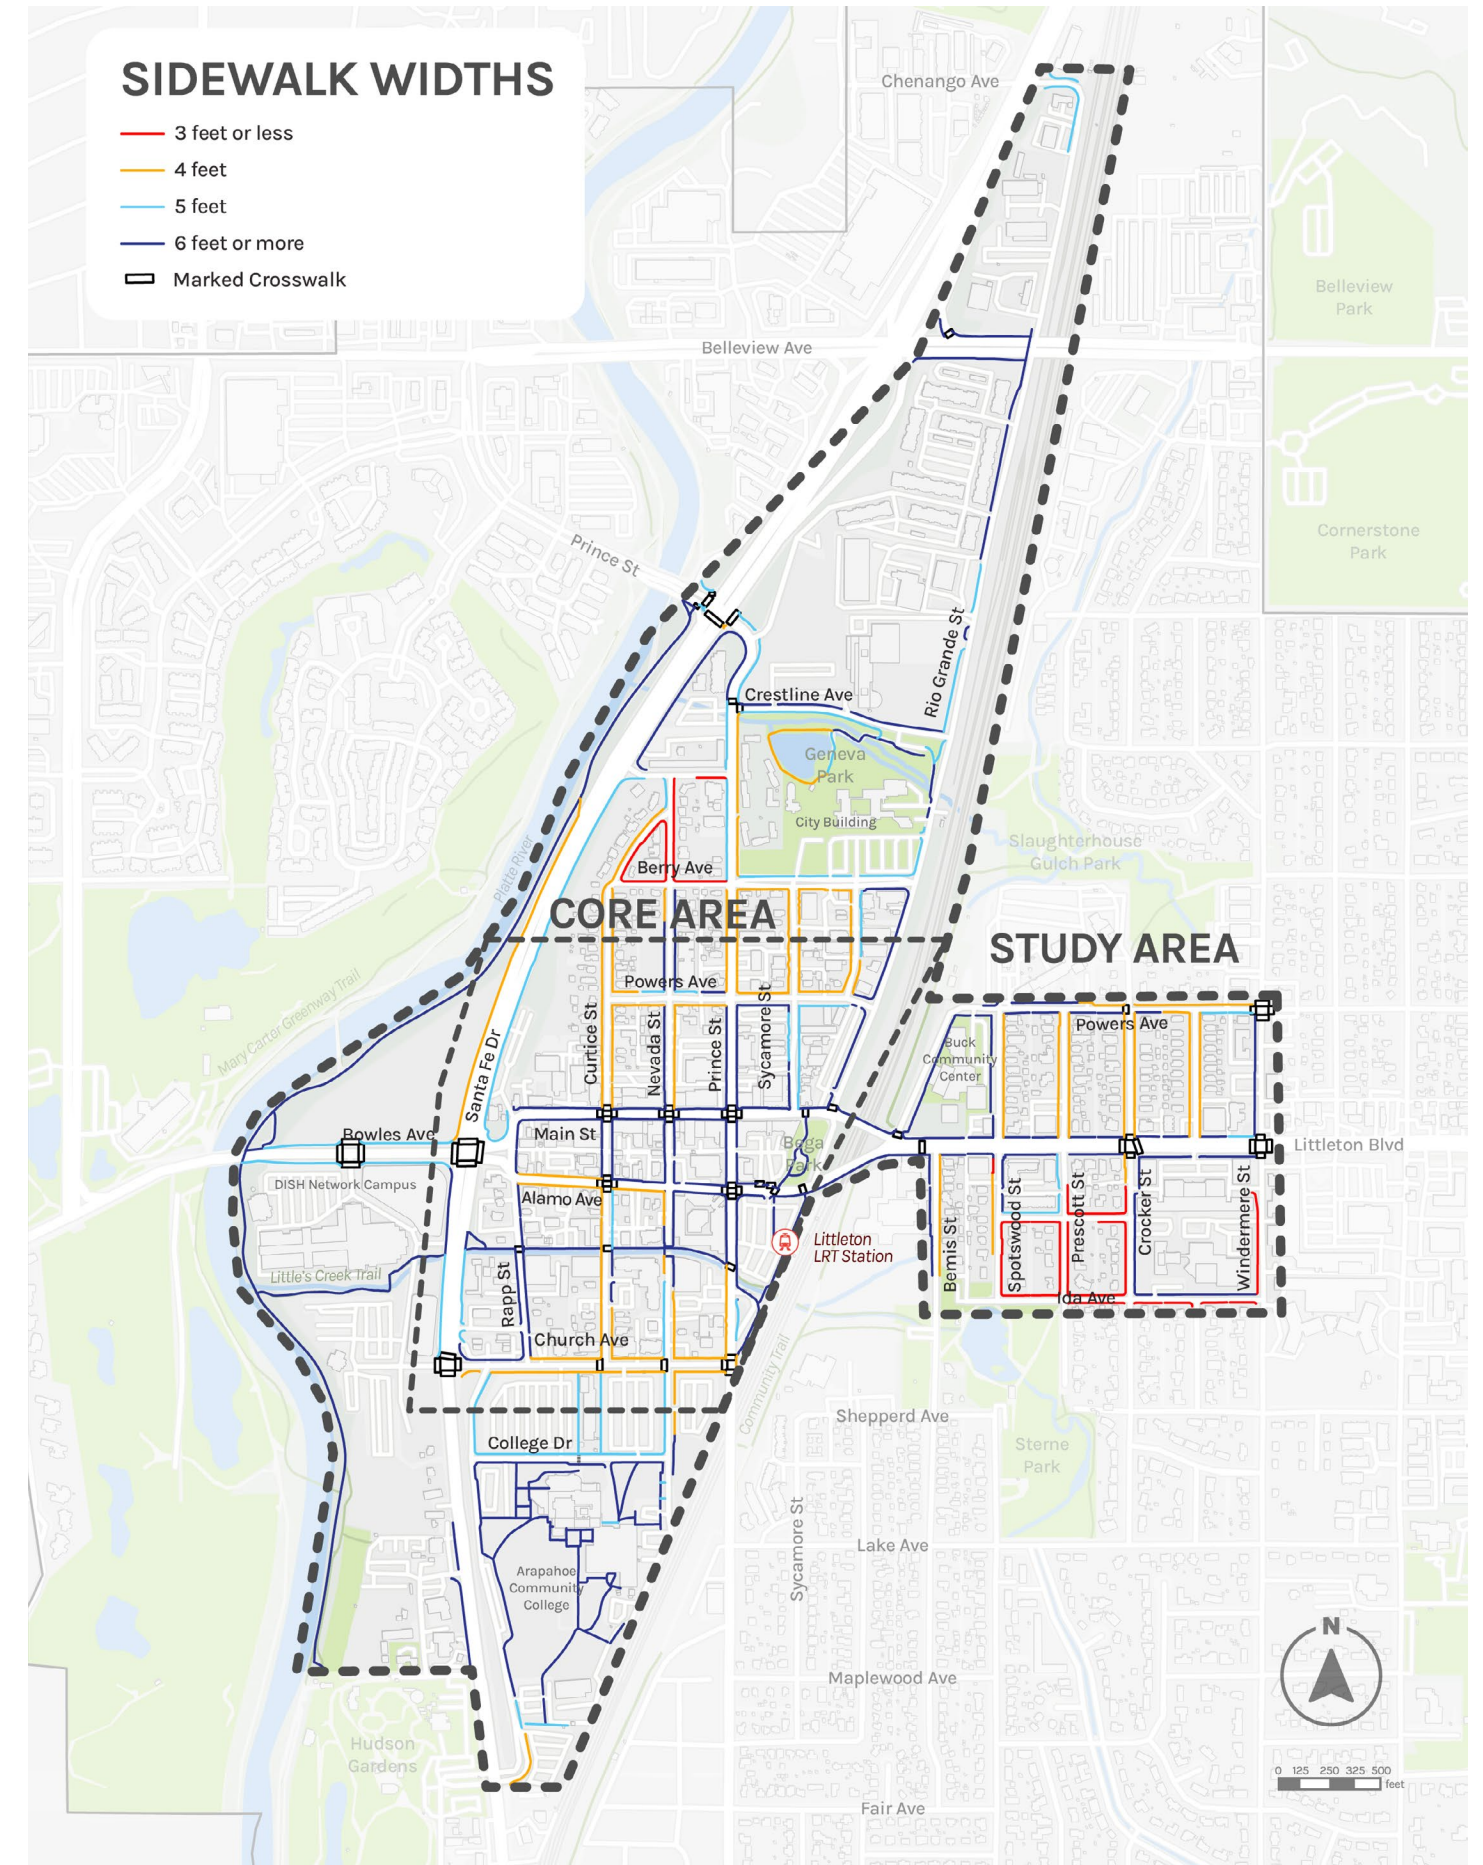 SIDEWALK WIDTHS
3 feet or less
4 feet
5 feet
6 feet or more
Marked Crosswalk
Chenango Ave
Belleview
Park
Belleview Ave
Cornerstone
Park
Prince St
Rio Grande St
Crestline Ave
Geneva
Park
City Building
Slaughterhouse
Gulch Park
Platte River
Berry Ave
CORE AREA
STUDY AREA
Mary Carter Greenway Trail
Powers Ave
Santa Fe Dr
Curtice St
Nevada St
Prince St
Sycamore St
Powers Ave
Buck
Community
Center
Bowles Ave
Main St
Bega
Park
Littleton Blvd
DISH Network Campus
Alamo Ave
Littleton
LRT Station
Bemis St
Spotswood St
Prescott St
Crocker St
Windermere St
Little's Creek Trail
Rapp St
Ida Ave
Church Ave
Community Trail
Shepperd Ave
College Dr
Sterne
Park
Sycamore St
Lake Ave
Arapahoe
Community
College
Maplewood Ave
N
Hudson
Gardens
0 125 250 325 500
feet
Fair Ave